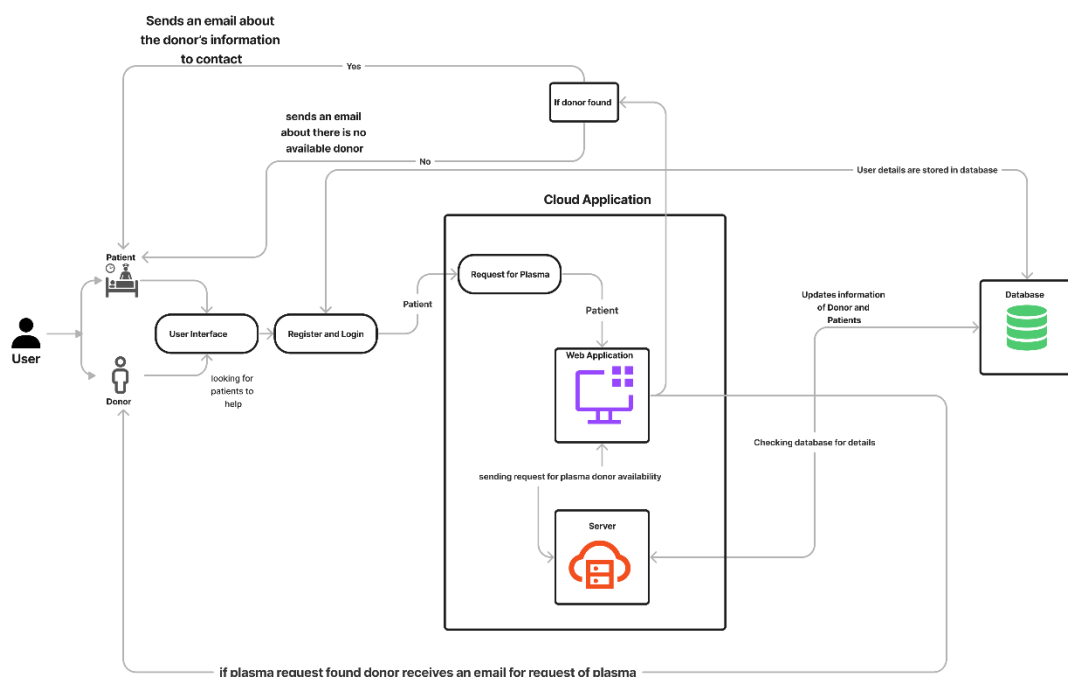 Sends an email about
the donor's information
to contact
Yes
If donor found
sends an email
about there is no
available donor
No
User details are stored in database
Cloud Application
Patient
Request for Plasma
Patient
Patient
Updates information
of Donor and
Patients
Database
User Interface
Register and Login
User
looking for
patients to
help
Donor
Web Application
Checking database for details
sending request for plasma donor availability
Server
if plasma request found donor receives an email for request of plasma